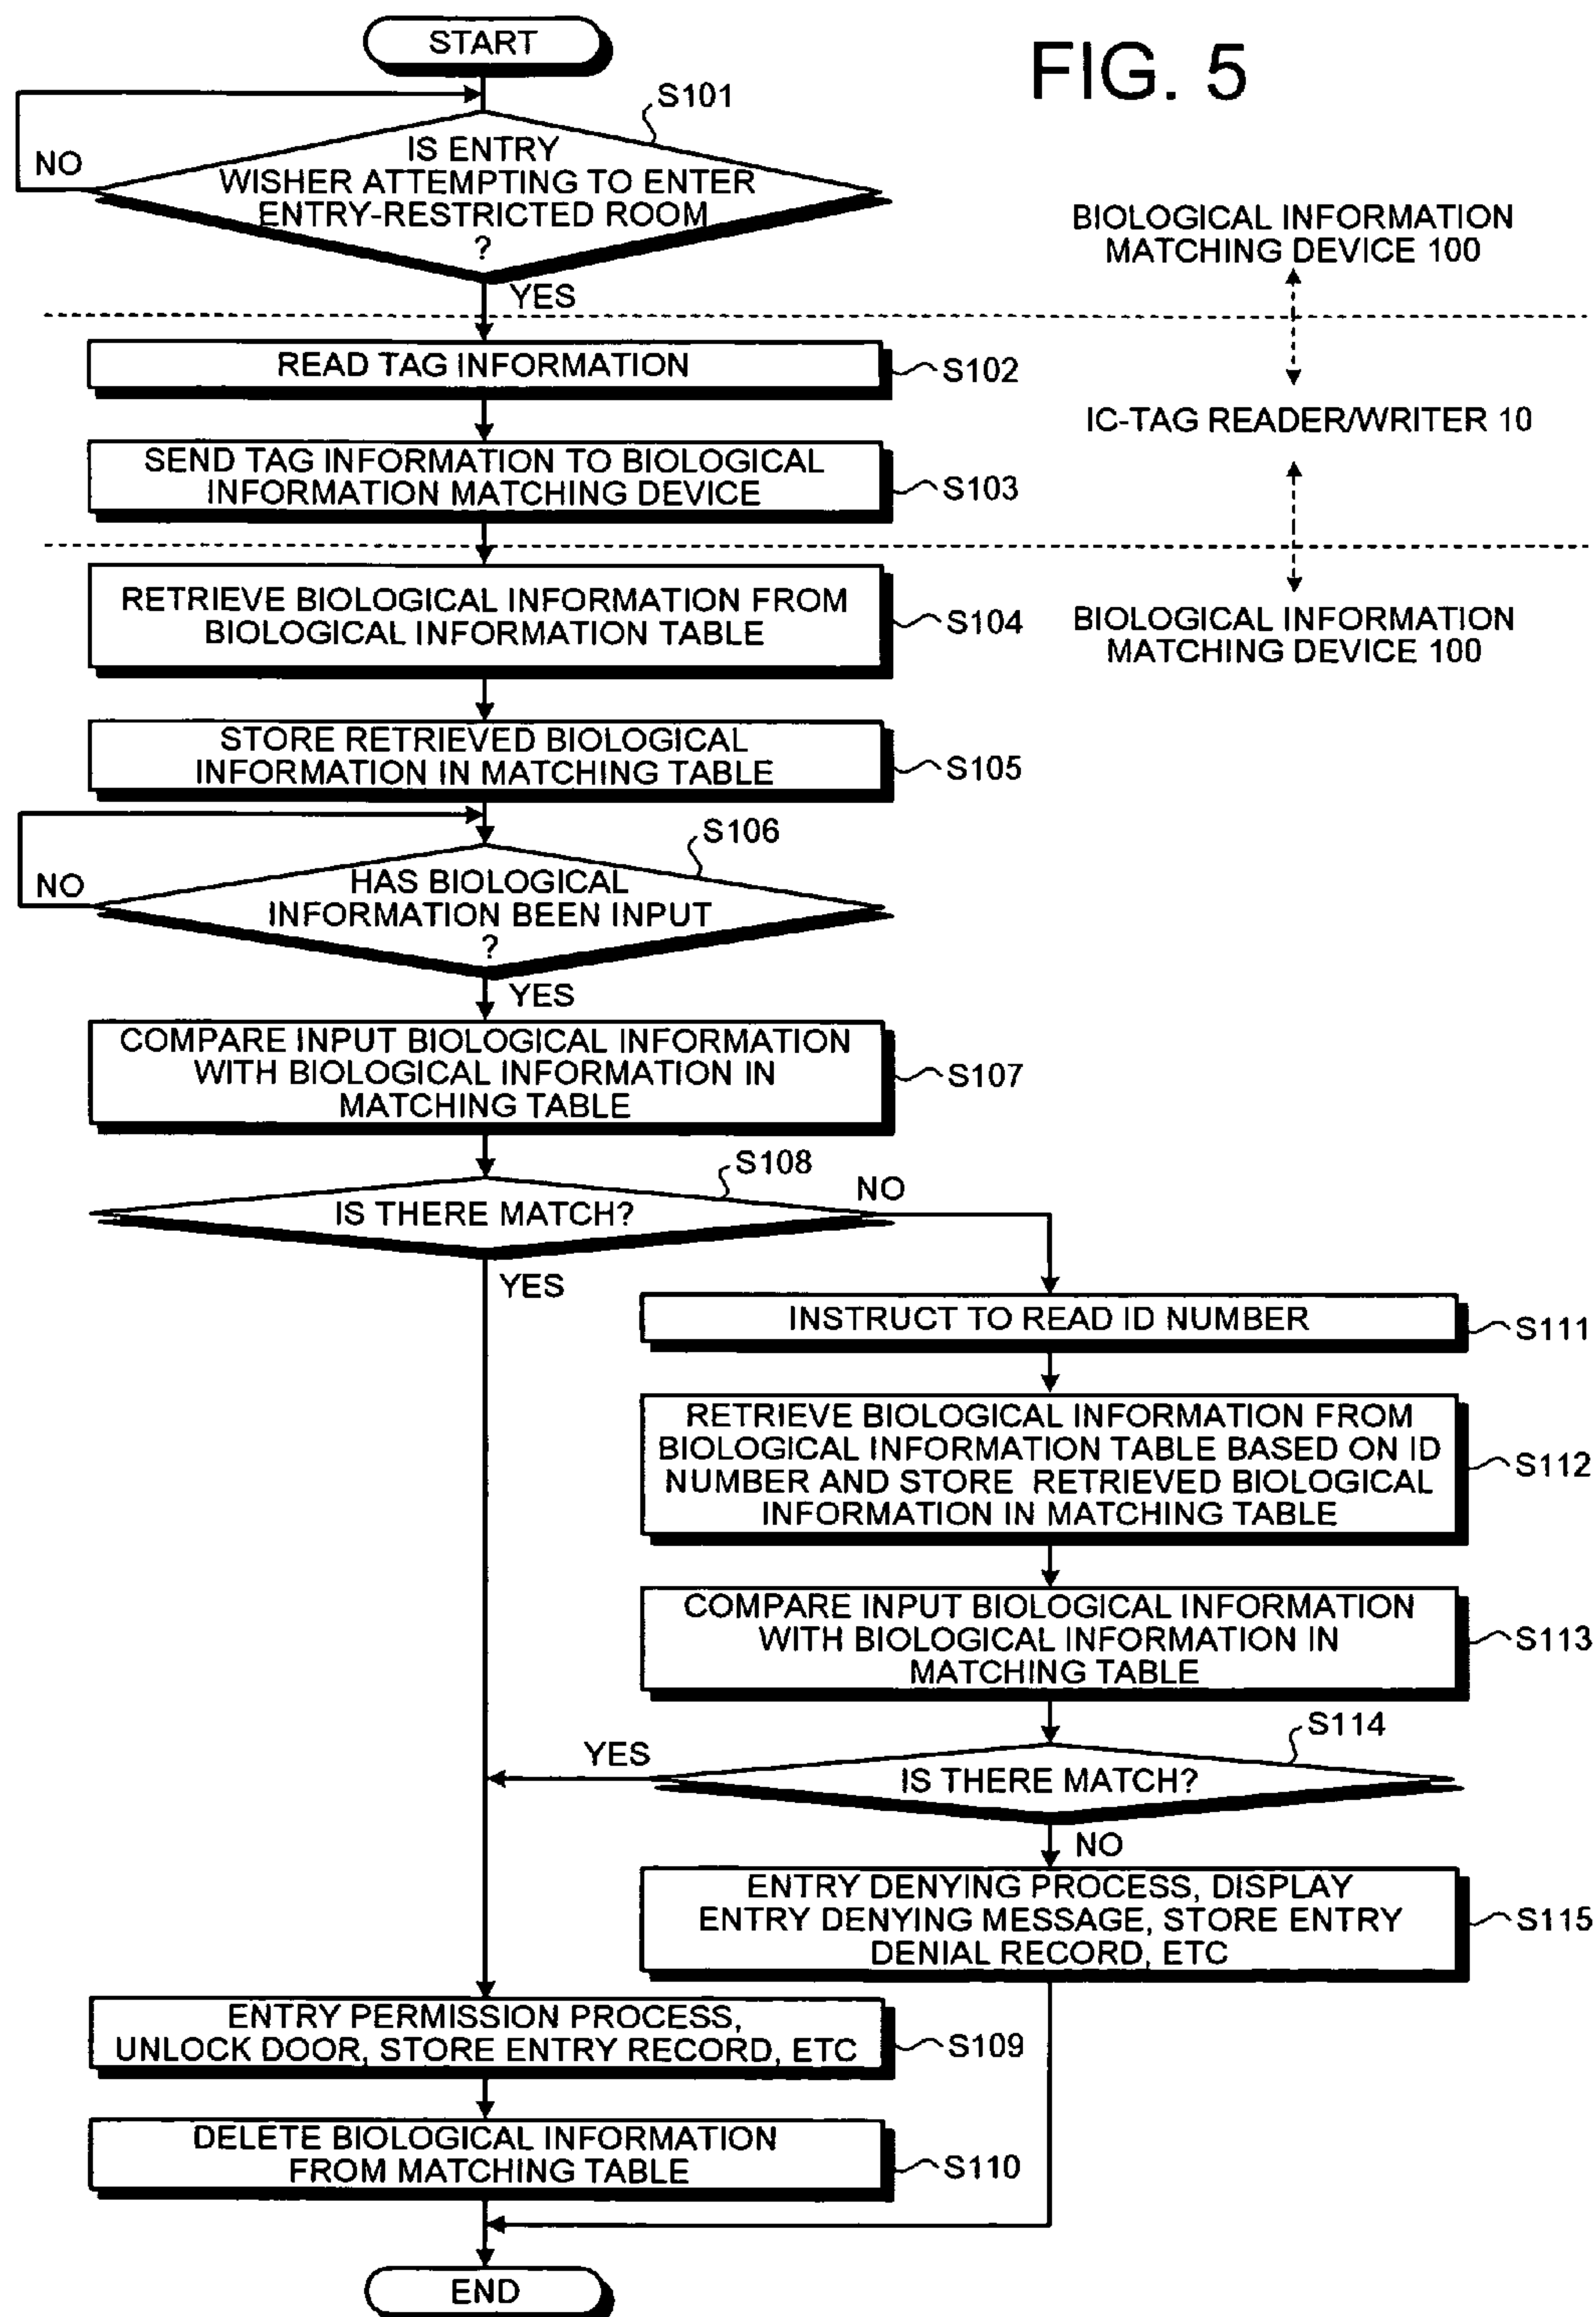 START
FIG. 5
S101
NO
IS ENTRY
WISHER ATTEMPTING TO ENTER
ENTRY-RESTRICTED ROOM
?
BIOLOGICAL INFORMATION
MATCHING DEVICE 100
YES
READ TAG INFORMATION
S102
IC-TAG READER/WRITER 10
SEND TAG INFORMATION TO BIOLOGICAL
INFORMATION MATCHING DEVICE
S103
RETRIEVE BIOLOGICAL INFORMATION FROM
BIOLOGICAL INFORMATION TABLE
S104
BIOLOGICAL INFORMATION
MATCHING DEVICE 100
STORE RETRIEVED BIOLOGICAL
INFORMATION IN MATCHING TABLE
S105
S106
NO
HAS BIOLOGICAL
INFORMATION BEEN INPUT
?
YES
COMPARE INPUT BIOLOGICAL INFORMATION
WITH BIOLOGICAL INFORMATION IN
MATCHING TABLE
S107
S108
NO
IS THERE MATCH?
YES
INSTRUCT TO READ ID NUMBER
S111
RETRIEVE BIOLOGICAL INFORMATION FROM
BIOLOGICAL INFORMATION TABLE BASED ON ID
NUMBER AND STORE RETRIEVED BIOLOGICAL
INFORMATION IN MATCHING TABLE
S112
COMPARE INPUT BIOLOGICAL INFORMATION
WITH BIOLOGICAL INFORMATION IN
MATCHING TABLE
S113
S114
YES
IS THERE MATCH?
NO
ENTRY DENYING PROCESS, DISPLAY
ENTRY DENYING MESSAGE, STORE ENTRY
DENIAL RECORD, ETC
S115
ENTRY PERMISSION PROCESS,
UNLOCK DOOR, STORE ENTRY RECORD, ETC
S109
DELETE BIOLOGICAL INFORMATION
FROM MATCHING TABLE
S110
END